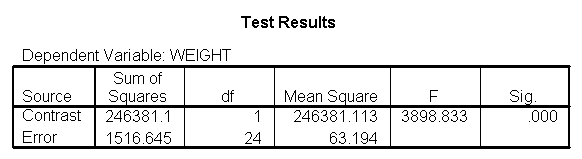 Test Results
Dependent Variable: WEIGHT
Source Sum of Squares df Mean Square F Sig.
Contrast 246381.1 1 246381.113 3898.833 .000
Error 1516.645 24 63.194